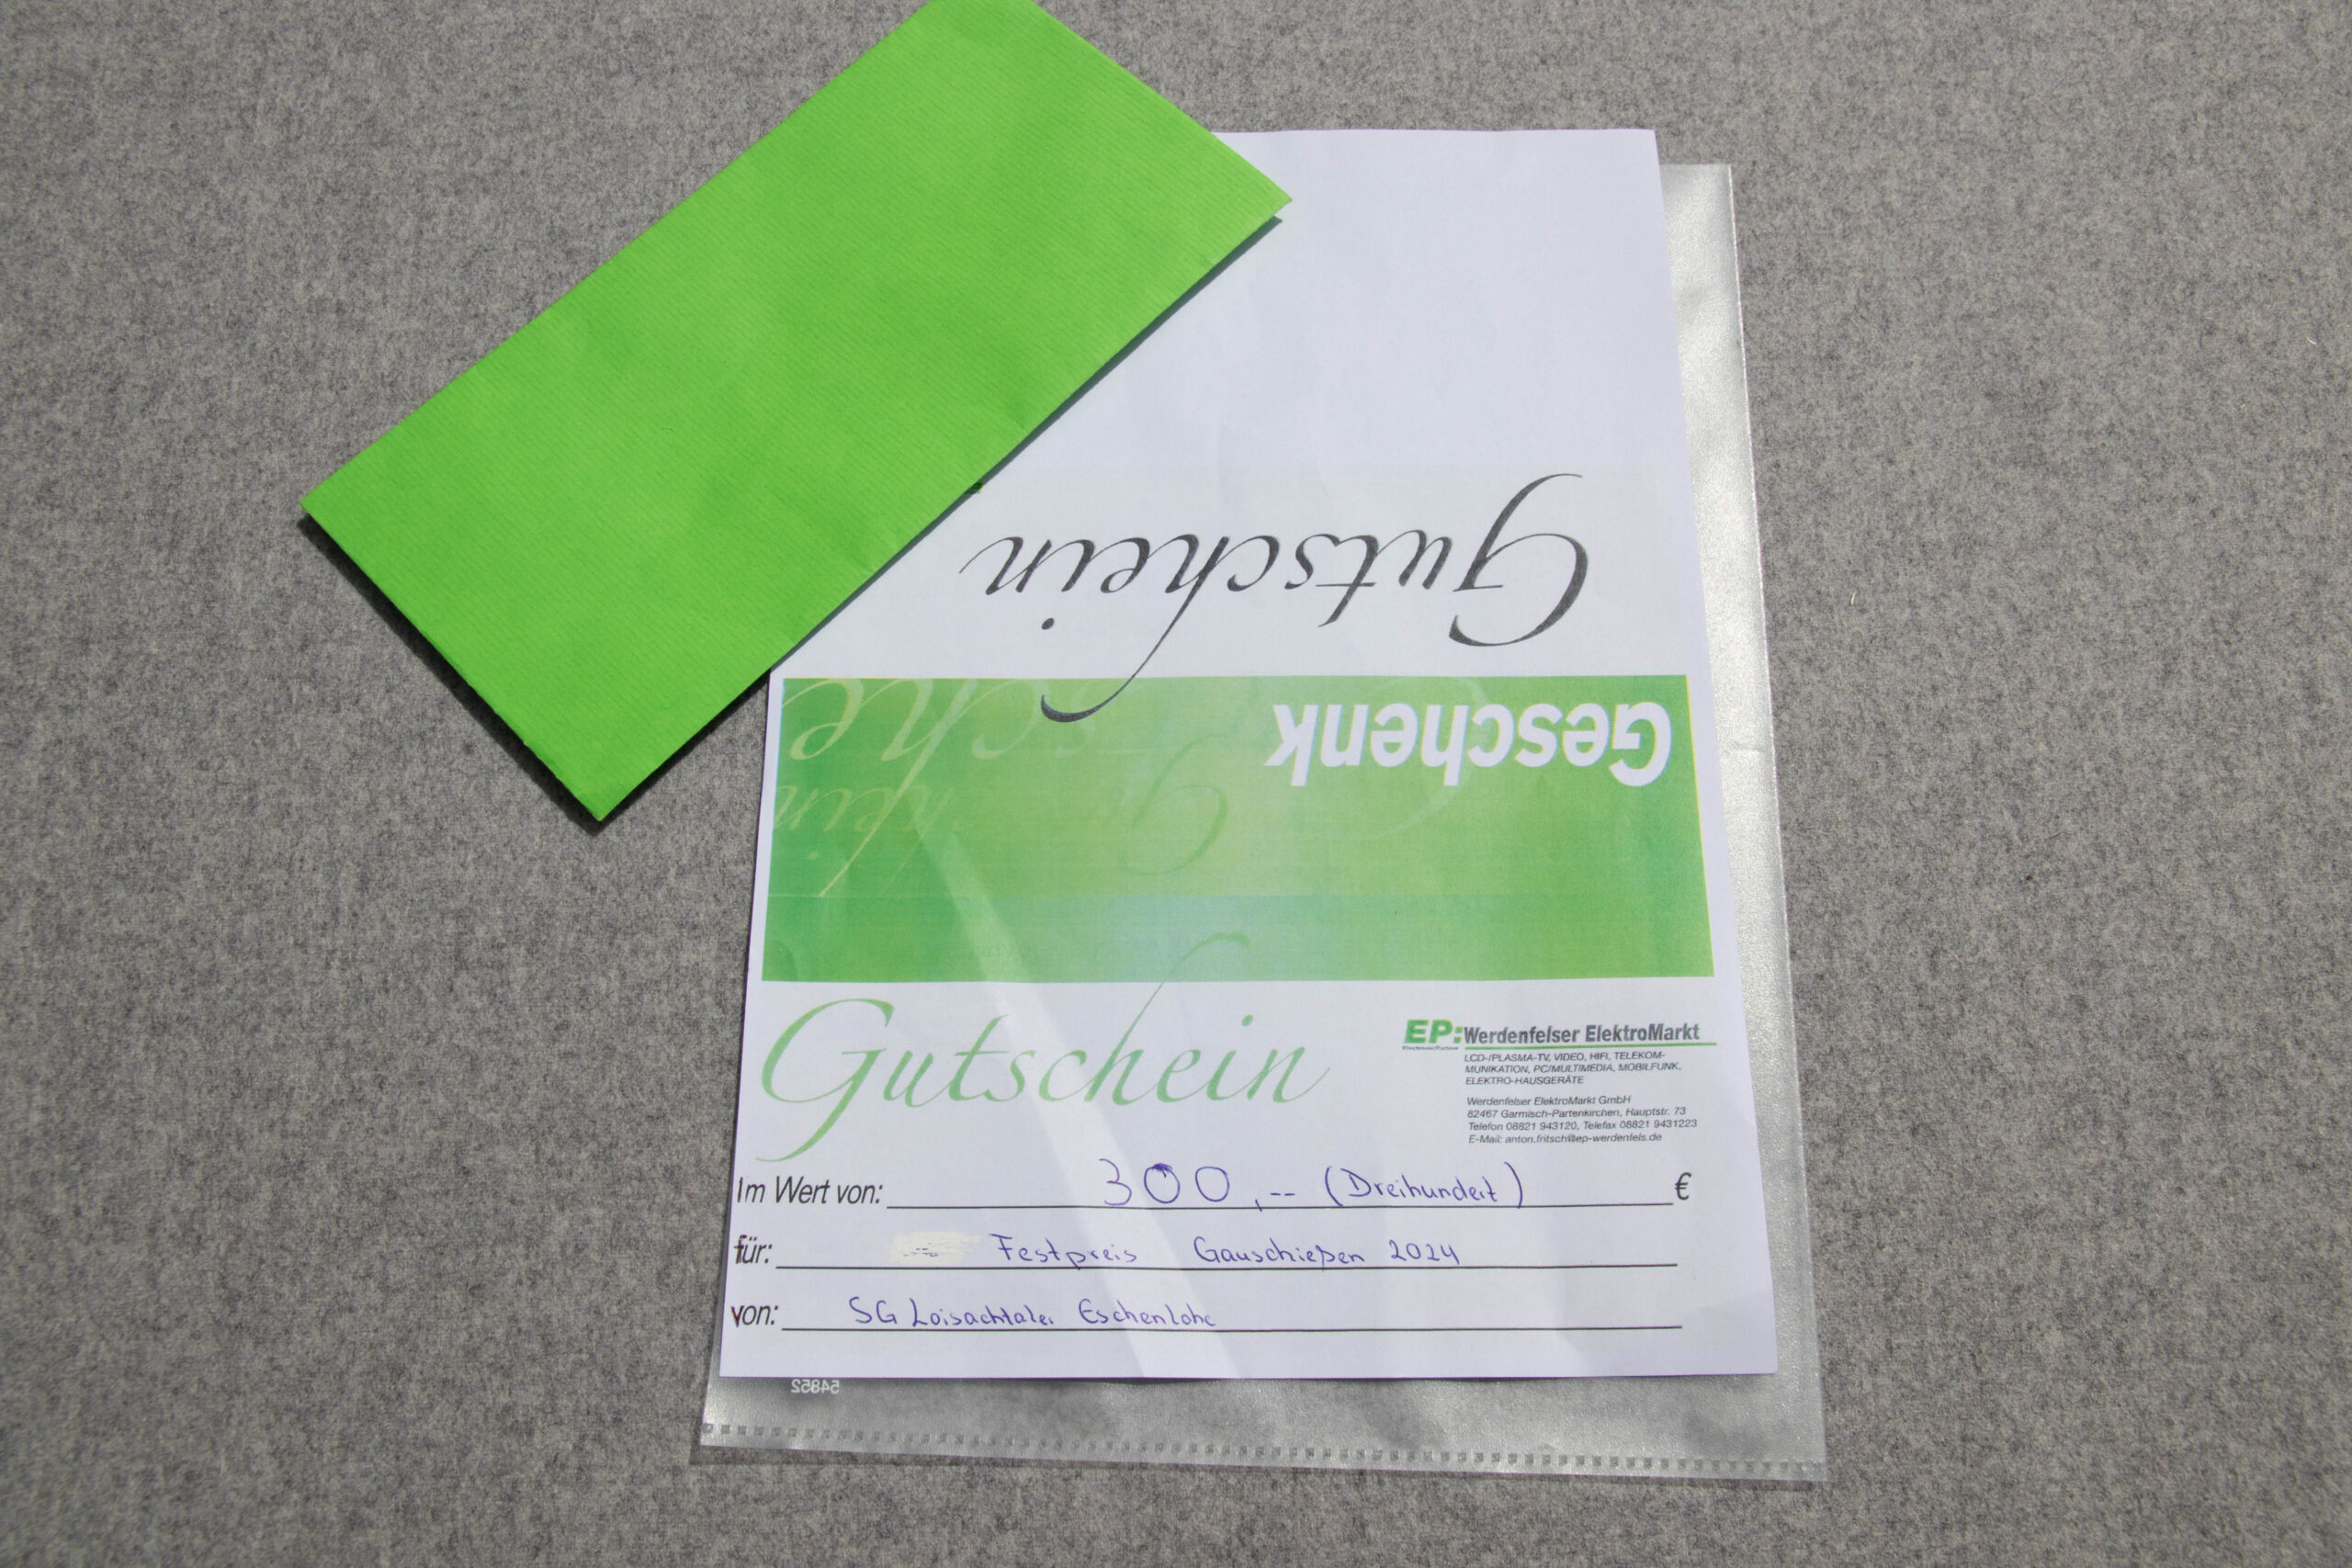 Gutschein
Geschenk
Gutschein
EP:Werdenfelser ElektroMarkt
LCD-/PLASMA-TV, VIDEO, HIFI, TELEKOM-
MUNIKATION, PC/MULTIMEDIA, MOBILFUNK,
ELEKTRO-HAUSGERÄTE
Werdenfelser ElektroMarkt GmbH
82467 Garmisch-Partenkirchen, Hauptstr. 73
Telefon 08821 943120, Telefax 08821 9431223
E-Mail: anton.fritsch@ep-werdenfels.de
Im Wert von: 300,-- (Dreihundert) €
für: Festpreis Gauschießen 2024
von: SG Loisachtaler Eschenlohe
54852